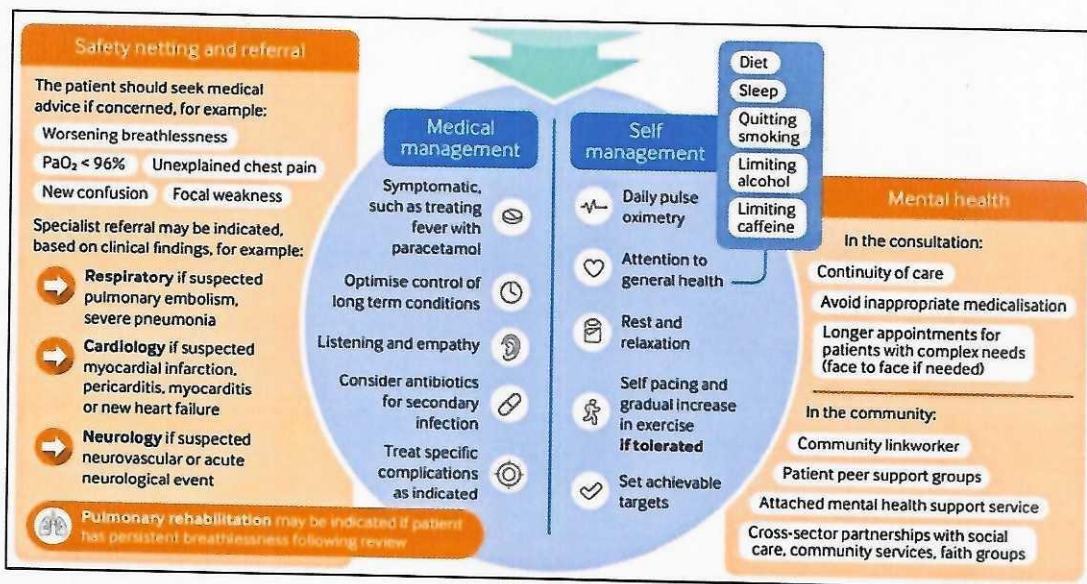 Safety netting and referral
The patient should seek medical
advice if concerned, for example:
Worsening breathlessness
PaO₂ < 96%
Unexplained chest pain
New confusion
Focal weakness
Specialist referral may be indicated,
based on clinical findings, for example:
Respiratory if suspected
pulmonary embolism,
severe pneumonia
Cardiology if suspected
myocardial infarction,
pericarditis, myocarditis
or new heart failure
Neurology if suspected
neurovascular or acute
neurological event
Pulmonary rehabilitation may be indicated if patient
has persistent breathlessness following review
Medical
management
Symptomatic,
such as treating
fever with
paracetamol
Optimise control of
long term conditions
Listening and empathy
Consider antibiotics
for secondary
infection
Treat specific
complications
as indicated
Self
management
Daily pulse
oximetry
Attention to
general health
Rest and
relaxation
Self pacing and
gradual increase
in exercise
if tolerated
Set achievable
targets
Diet
Sleep
Quitting
smoking
Limiting
alcohol
Limiting
caffeine
Mental health
In the consultation:
Continuity of care
Avoid inappropriate medicalisation
Longer appointments for
patients with complex needs
(face to face if needed)
In the community:
Community linkworker
Patient peer support groups
Attached mental health support service
Cross-sector partnerships with social
care, community services, faith groups